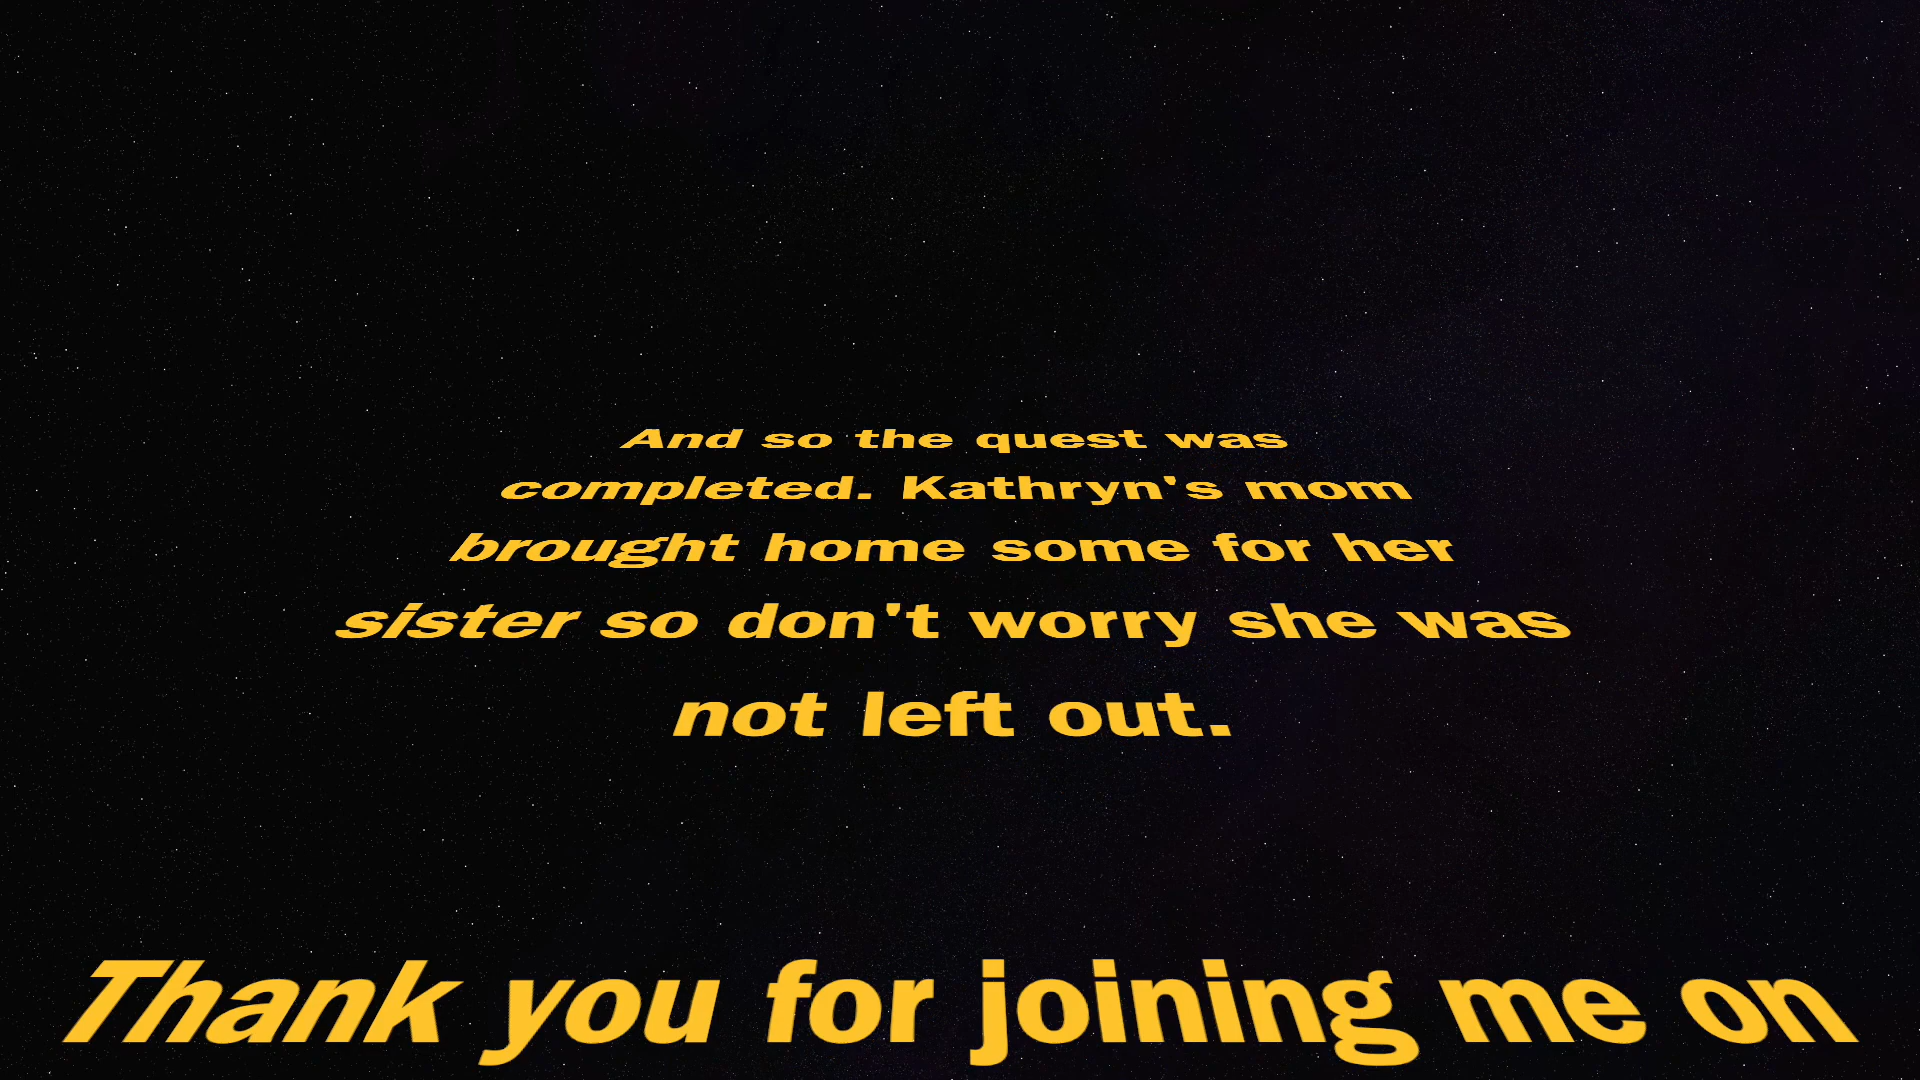 And so the quest was
completed. Kathryn's mom
brought home some for her
sister so don't worry she was
not left out.
Thank you for joining me on